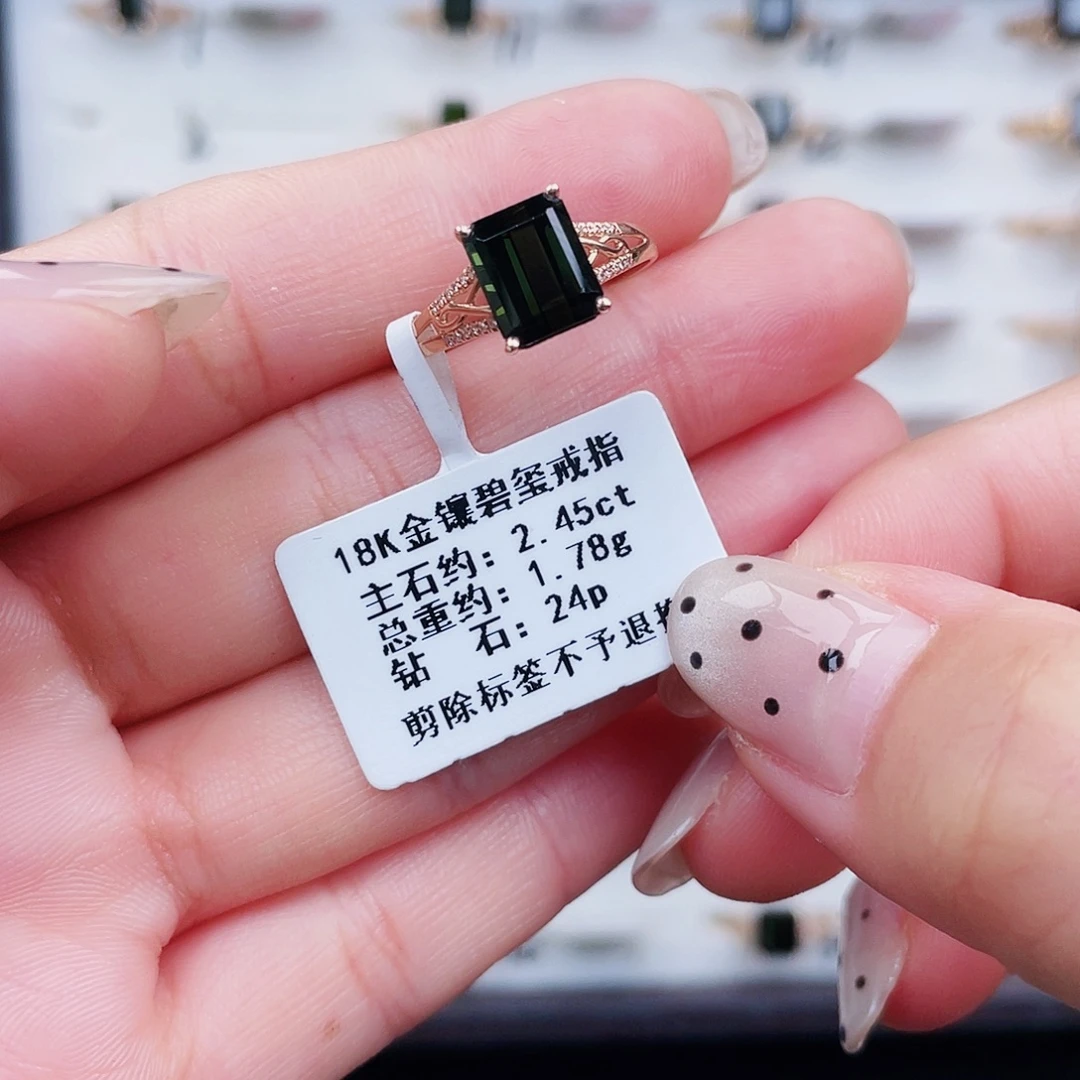 18K金镶碧玺戒指
主石约: 2.45ct
总重约: 1.78g
钻 石: 24p
剪除标签不予退